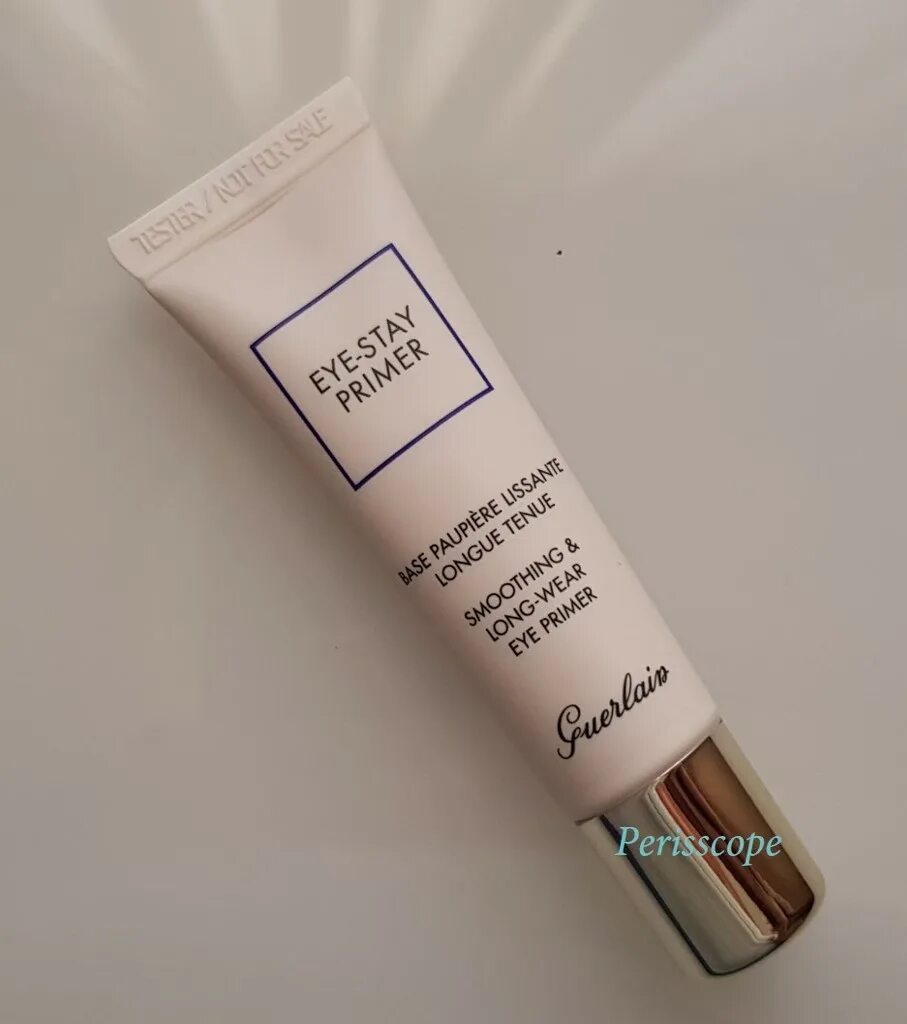 TESTER / NOT FOR SALE
EYE-STAY
PRIMER
BASE PAUPIÈRE LISSANTE
LONGUE TENUE
SMOOTHING &
LONG-WEAR
EYE PRIMER
Guerlain
Perisscope